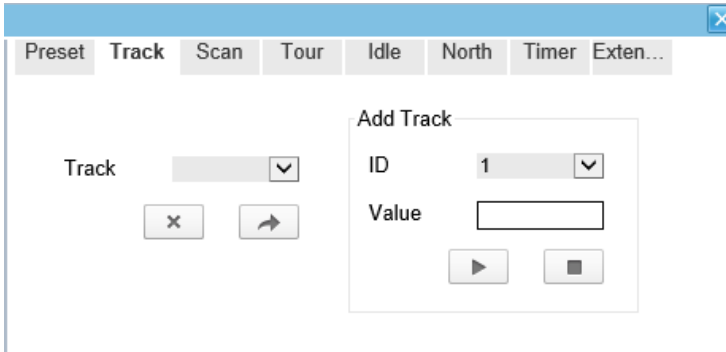 Preset Track Scan Tour Idle North Timer Exten...
Add Track
Track
ID 1
Value